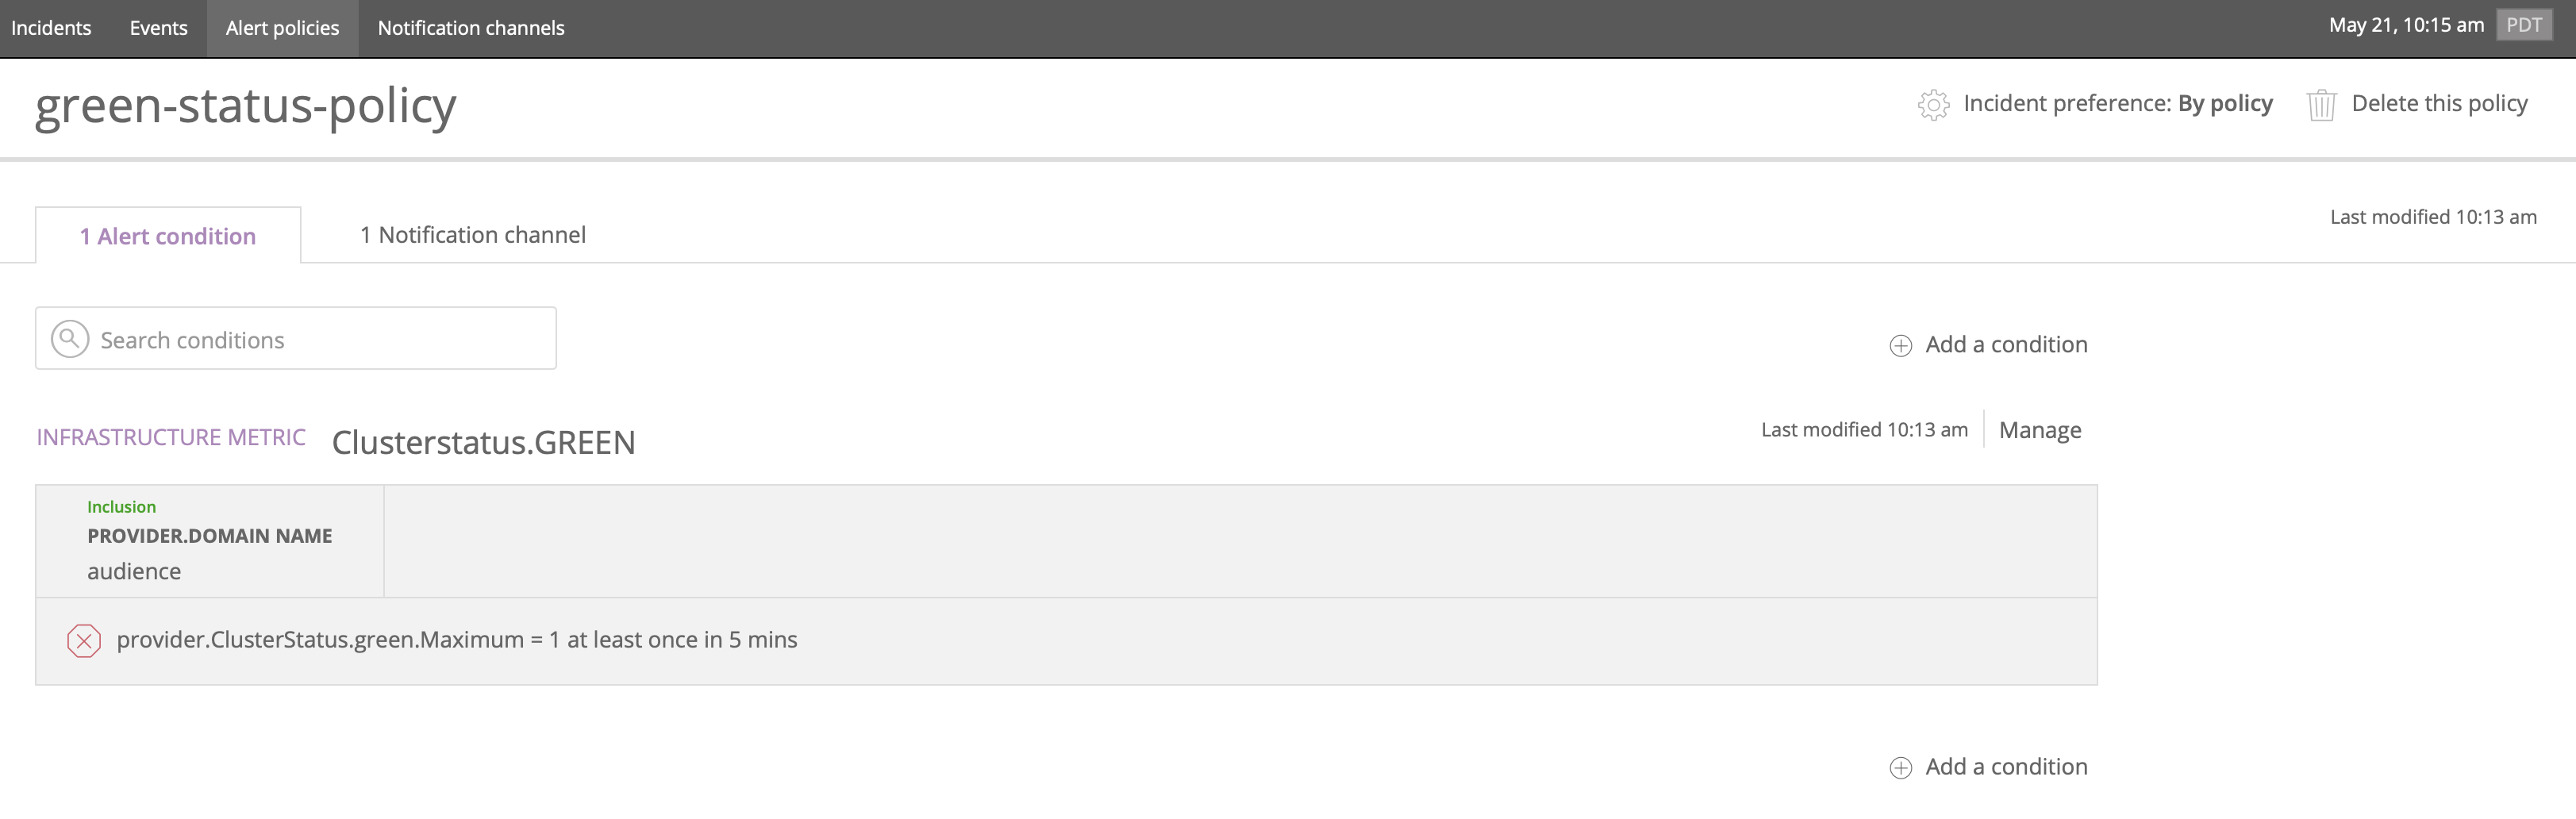 Incidents Events Alert policies Notification channels May 21, 10:15 am PDT
green-status-policy Incident preference: By policy Delete this policy
1 Alert condition 1 Notification channel Last modified 10:13 am
Search conditions Add a condition
INFRASTRUCTURE METRIC Clusterstatus.GREEN Last modified 10:13 am Manage
Inclusion
PROVIDER.DOMAIN NAME
audience
provider.ClusterStatus.green.Maximum = 1 at least once in 5 mins
Add a condition